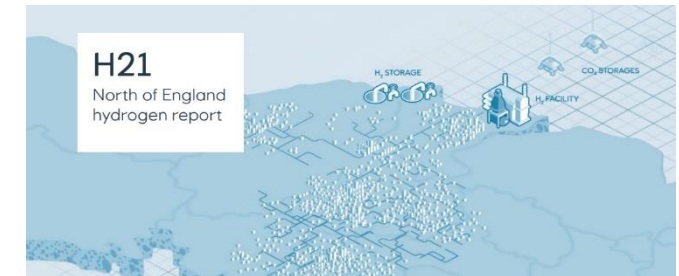 H21
North of England
hydrogen report
H₂ STORAGE
CO₂ STORAGES
H₂ FACILITY